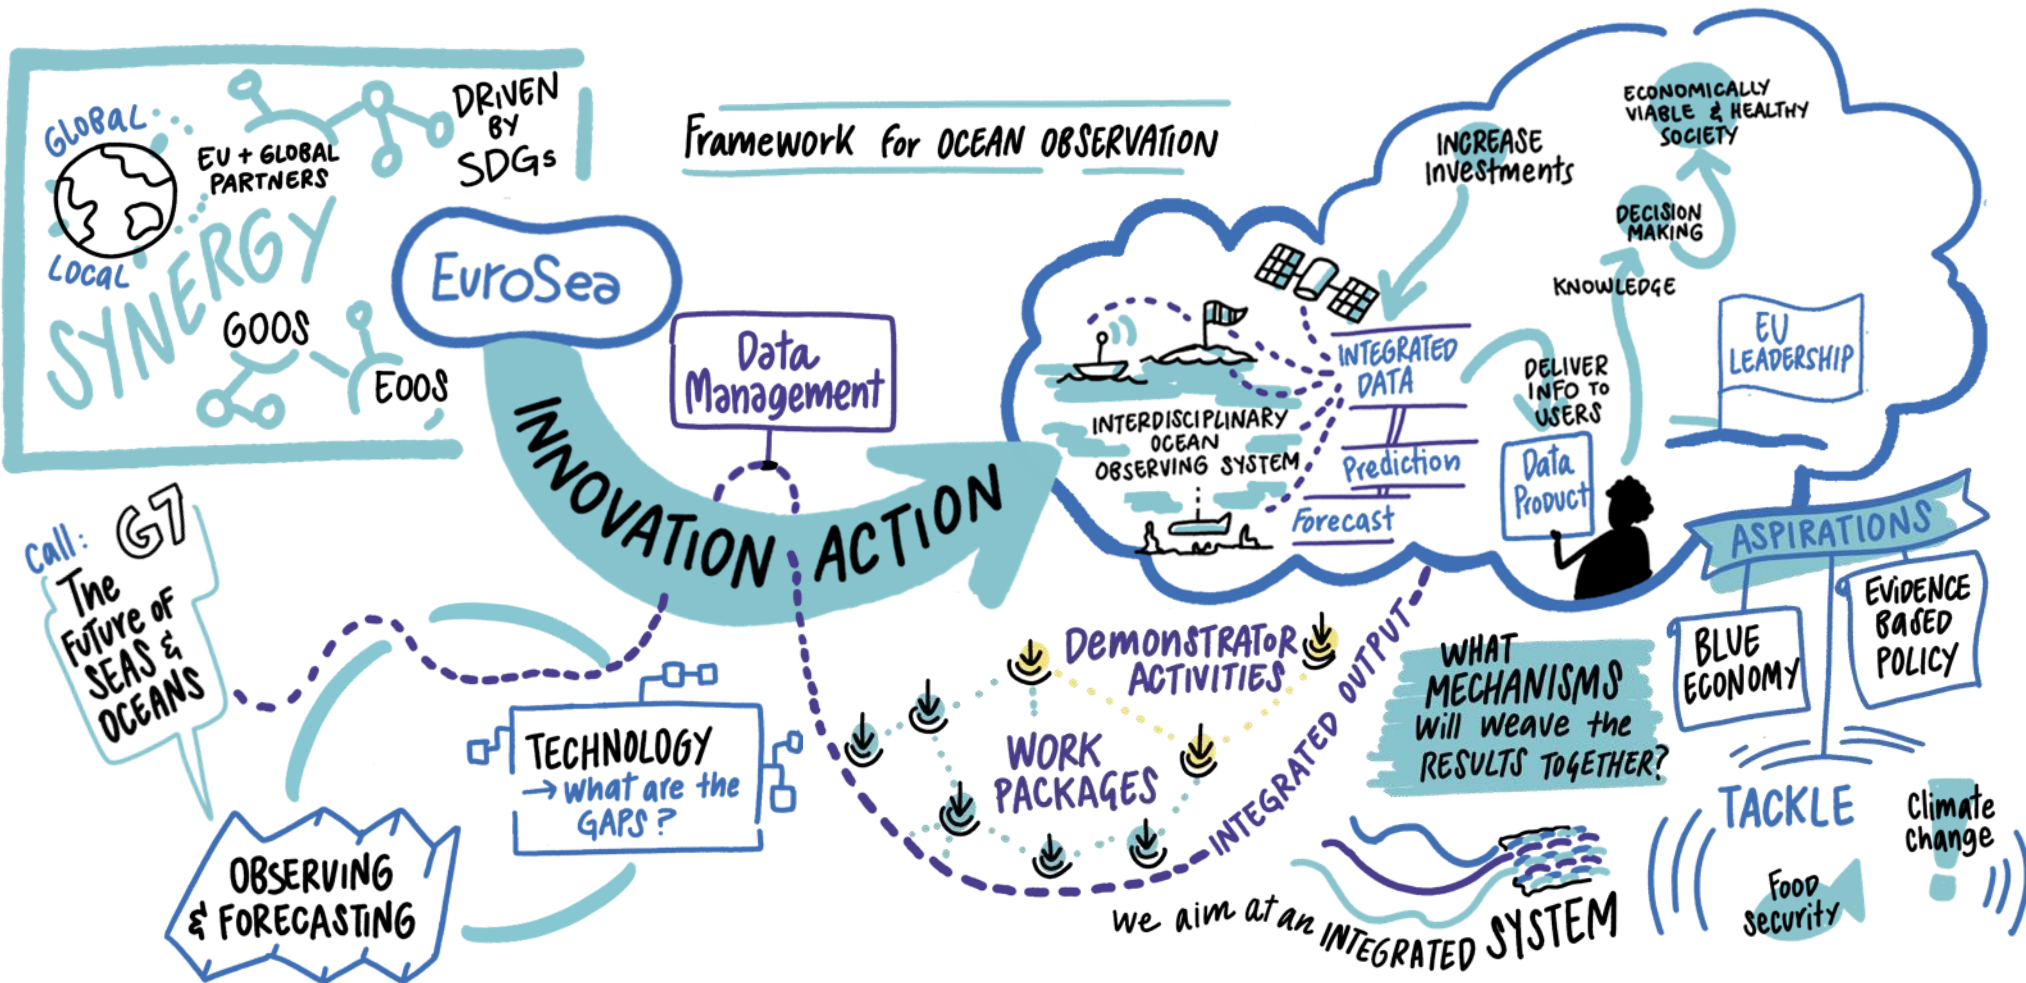 GLOBAL
LOCAL
EU + GLOBAL
PARTNERS
DRIVEN
BY
SDGs
SYNERGY
GOOS
EOOS
EuroSea
Framework for OCEAN OBSERVATION
Data
Management
INNOVATION ACTION
INTERDISCIPLINARY
OCEAN
OBSERVING SYSTEM
INCREASE
Investments
INTEGRATED
DATA
Prediction
Forecast
DELIVER
INFO TO
USERS
Data
Product
KNOWLEDGE
DECISION
MAKING
ECONOMICALLY
VIABLE & HEALTHY
SOCIETY
EU
LEADERSHIP
ASPIRATIONS
BLUE
ECONOMY
EVIDENCE
BASED
POLICY
TACKLE
Climate
change
Food
security
call: G7
The
Future of
SEAS &
OCEANS
OBSERVING
& FORECASTING
TECHNOLOGY
→ what are the
GAPS?
DEMONSTRATOR
ACTIVITIES
WORK
PACKAGES
INTEGRATED OUTPUT
WHAT
MECHANISMS
will weave the
RESULTS TOGETHER?
we aim at an INTEGRATED SYSTEM